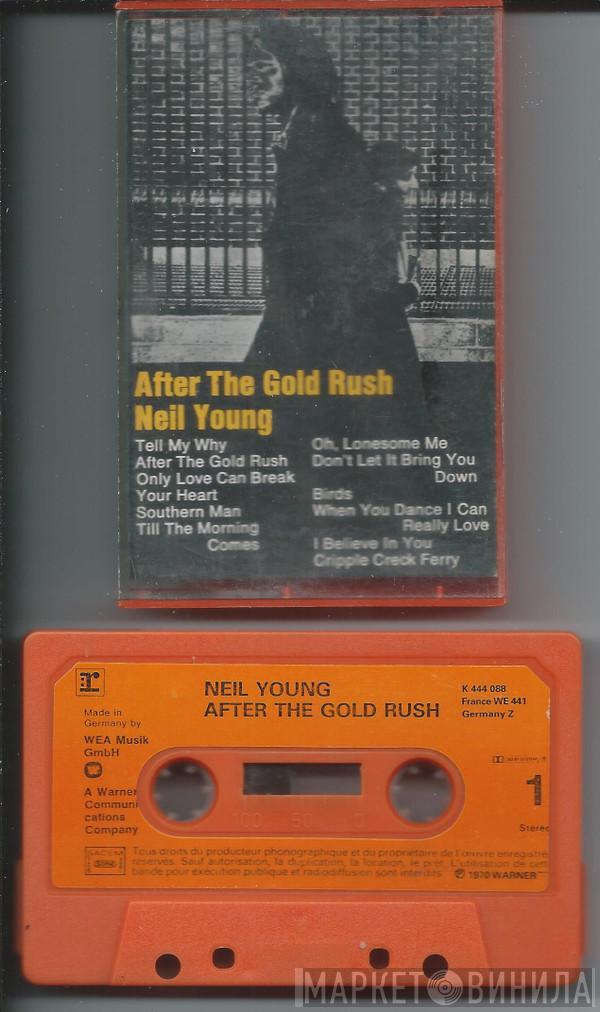 After The Gold Rush
Neil Young
Tell My Why
After The Gold Rush
Only Love Can Break
Your Heart
Southern Man
Till The Morning
Comes
Oh, Lonesome Me
Don't Let It Bring You
Down
Birds
When You Dance I Can
Really Love
I Believe In You
Cripple Creck Ferry
r
NEIL YOUNG
AFTER THE GOLD RUSH
K 444 088
France WE 441
Germany Z
Made in
Germany by
WEA Musik
GmbH
A Warner
Communi
cations
Company
1
Stereo
100 50 0
SACEM
Tous droits du producteur phonographique et du propriétaire de l'œuvre enregistre
réservés. Sauf autorisation, la duplication, la location, le prêt, L'utilisation de cett
bande pour exécution publique et radiodiffusion sont interdits
℗ 1970 WARNER
МАРКЕТ ВИНИЛА